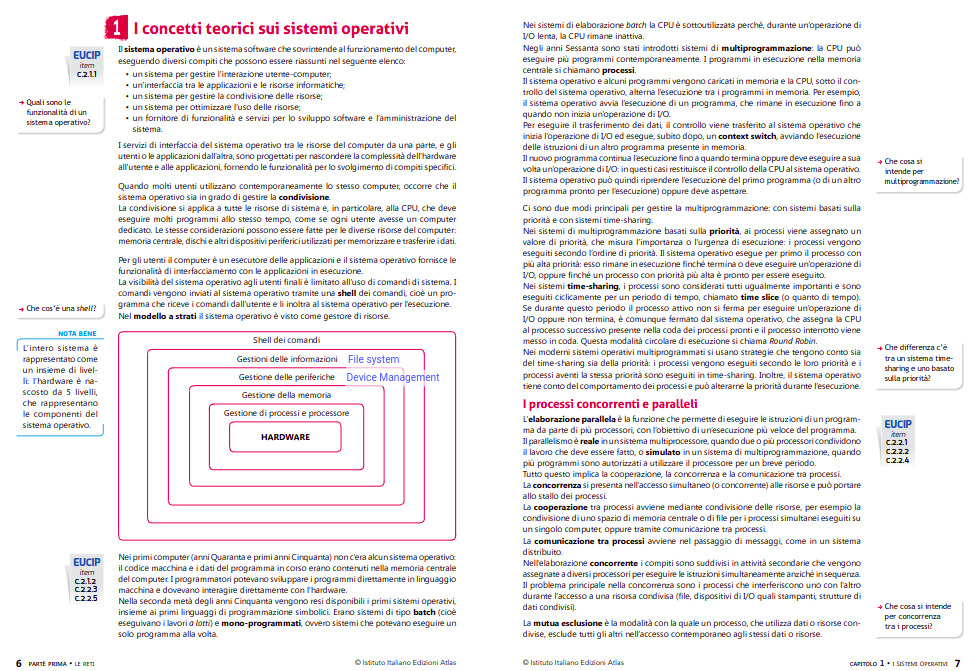 1 I concetti teorici sui sistemi operativi
EUCIP
item
C.2.1.1
Il sistema operativo è un sistema software che sovrintende al funzionamento del computer,
eseguendo diversi compiti che possono essere riassunti nel seguente elenco:
• un sistema per gestire l'interazione utente-computer;
• un'interfaccia tra le applicazioni e le risorse informatiche;
• un sistema per gestire la condivisione delle risorse;
• un sistema per ottimizzare l'uso delle risorse;
• un fornitore di funzionalità e servizi per lo sviluppo software e l'amministrazione del
sistema.
➔ Quali sono le
funzionalità di un
sistema operativo?
I servizi di interfaccia del sistema operativo tra le risorse del computer da una parte, e gli
utenti o le applicazioni dall'altra, sono progettati per nascondere la complessità dell'hardware
all'utente e alle applicazioni, fornendo le funzionalità per lo svolgimento di compiti specifici.
Quando molti utenti utilizzano contemporaneamente lo stesso computer, occorre che il
sistema operativo sia in grado di gestire la condivisione.
La condivisione si applica a tutte le risorse di sistema e, in particolare, alla CPU, che deve
eseguire molti programmi allo stesso tempo, come se ogni utente avesse un computer
dedicato. Le stesse considerazioni possono essere fatte per le diverse risorse del computer:
memoria centrale, dischi e altri dispositivi periferici utilizzati per memorizzare e trasferire i dati.
Per gli utenti il computer è un esecutore delle applicazioni e il sistema operativo fornisce le
funzionalità di interfacciamento con le applicazioni in esecuzione.
La visibilità del sistema operativo agli utenti finali è limitato all'uso di comandi di sistema. I
comandi vengono inviati al sistema operativo tramite una shell dei comandi, cioè un pro-
gramma che riceve i comandi dall'utente e li inoltra al sistema operativo per l'esecuzione.
Nel modello a strati il sistema operativo è visto come gestore di risorse.
➔ Che cos'è una shell?
NOTA BENE
L'intero sistema è
rappresentato come
un insieme di livel-
li: l'hardware è na-
scosto da 5 livelli,
che rappresentano
le componenti del
sistema operativo.
Shell dei comandi
Gestioni delle informazioni File system
Gestione delle periferiche Device Management
Gestione della memoria
Gestione di processi e processore
HARDWARE
EUCIP
item
C.2.1.2
C.2.2.3
C.2.2.5
Nei primi computer (anni Quaranta e primi anni Cinquanta) non c'era alcun sistema operativo:
il codice macchina e i dati del programma in corso erano contenuti nella memoria centrale
del computer. I programmatori potevano sviluppare i programmi direttamente in linguaggio
macchina e dovevano interagire direttamente con l'hardware.
Nella seconda metà degli anni Cinquanta vengono resi disponibili i primi sistemi operativi,
insieme ai primi linguaggi di programmazione simbolici. Erano sistemi di tipo batch (cioè
eseguivano i lavori a lotti) e mono-programmati, ovvero sistemi che potevano eseguire un
solo programma alla volta.
6 PARTE PRIMA • LE RETI
© Istituto Italiano Edizioni Atlas
Nei sistemi di elaborazione batch la CPU è sottoutilizzata perché, durante un'operazione di
I/O lenta, la CPU rimane inattiva.
Negli anni Sessanta sono stati introdotti sistemi di multiprogrammazione: la CPU può
eseguire più programmi contemporaneamente. I programmi in esecuzione nella memoria
centrale si chiamano processi.
Il sistema operativo e alcuni programmi vengono caricati in memoria e la CPU, sotto il con-
trollo del sistema operativo, alterna l'esecuzione tra i programmi in memoria. Per esempio,
il sistema operativo avvia l'esecuzione di un programma, che rimane in esecuzione fino a
quando non inizia un'operazione di I/O.
Per eseguire il trasferimento dei dati, il controllo viene trasferito al sistema operativo che
inizia l'operazione di I/O ed esegue, subito dopo, un context switch, avviando l'esecuzione
delle istruzioni di un altro programma presente in memoria.
Il nuovo programma continua l'esecuzione fino a quando termina oppure deve eseguire a sua
volta un'operazione di I/O: in questi casi restituisce il controllo della CPU al sistema operativo.
Il sistema operativo può quindi riprendere l'esecuzione del primo programma (o di un altro
programma pronto per l'esecuzione) oppure deve aspettare.
➔ Che cosa si
intende per
multiprogrammazione?
Ci sono due modi principali per gestire la multiprogrammazione: con sistemi basati sulla
priorità e con sistemi time-sharing.
Nei sistemi di multiprogrammazione basati sulla priorità, ai processi viene assegnato un
valore di priorità, che misura l'importanza o l'urgenza di esecuzione: i processi vengono
eseguiti secondo l'ordine di priorità. Il sistema operativo esegue per primo il processo con
più alta priorità: esso rimane in esecuzione finché termina o deve eseguire un'operazione di
I/O, oppure finché un processo con priorità più alta è pronto per essere eseguito.
Nei sistemi time-sharing, i processi sono considerati tutti ugualmente importanti e sono
eseguiti ciclicamente per un periodo di tempo, chiamato time slice (o quanto di tempo).
Se durante questo periodo il processo attivo non si ferma per eseguire un'operazione di
I/O oppure non termina, è comunque fermato dal sistema operativo, che assegna la CPU
al processo successivo presente nella coda dei processi pronti e il processo interrotto viene
messo in coda. Questa modalità circolare di esecuzione si chiama Round Robin.
Nei moderni sistemi operativi multiprogrammati si usano strategie che tengono conto sia
del time-sharing sia della priorità: i processi vengono eseguiti secondo le loro priorità e i
processi aventi la stessa priorità sono eseguiti in time-sharing. Inoltre, il sistema operativo
tiene conto del comportamento dei processi e può alterarne la priorità durante l'esecuzione.
➔ Che differenza c'è
tra un sistema time-
sharing e uno basato
sulla priorità?
I processi concorrenti e paralleli
EUCIP
item
C.2.2.1
C.2.2.2
C.2.2.4
L'elaborazione parallela è la funzione che permette di eseguire le istruzioni di un program-
ma da parte di più processori, con l'obiettivo di un'esecuzione più veloce del programma.
Il parallelismo è reale in un sistema multiprocessore, quando due o più processori condividono
il lavoro che deve essere fatto, o simulato in un sistema di multiprogrammazione, quando
più programmi sono autorizzati a utilizzare il processore per un breve periodo.
Tutto questo implica la cooperazione, la concorrenza e la comunicazione tra processi.
La concorrenza si presenta nell'accesso simultaneo (o concorrente) alle risorse e può portare
allo stallo dei processi.
La cooperazione tra processi avviene mediante condivisione delle risorse, per esempio la
condivisione di uno spazio di memoria centrale o di file per i processi simultanei eseguiti su
un singolo computer, oppure tramite comunicazione tra processi.
La comunicazione tra processi avviene nel passaggio di messaggi, come in un sistema
distribuito.
Nell'elaborazione concorrente i compiti sono suddivisi in attività secondarie che vengono
assegnate a diversi processori per eseguire le istruzioni simultaneamente anziché in sequenza.
Il problema principale nella concorrenza sono i processi che interferiscono uno con l'altro
durante l'accesso a una risorsa condivisa (file, dispositivi di I/O quali stampanti, strutture di
dati condivisi).
➔ Che cosa si intende
per concorrenza
tra i processi?
La mutua esclusione è la modalità con la quale un processo, che utilizza dati o risorse con-
divise, esclude tutti gli altri nell'accesso contemporaneo agli stessi dati o risorse.
© Istituto Italiano Edizioni Atlas
CAPITOLO 1 • I SISTEMI OPERATIVI 7